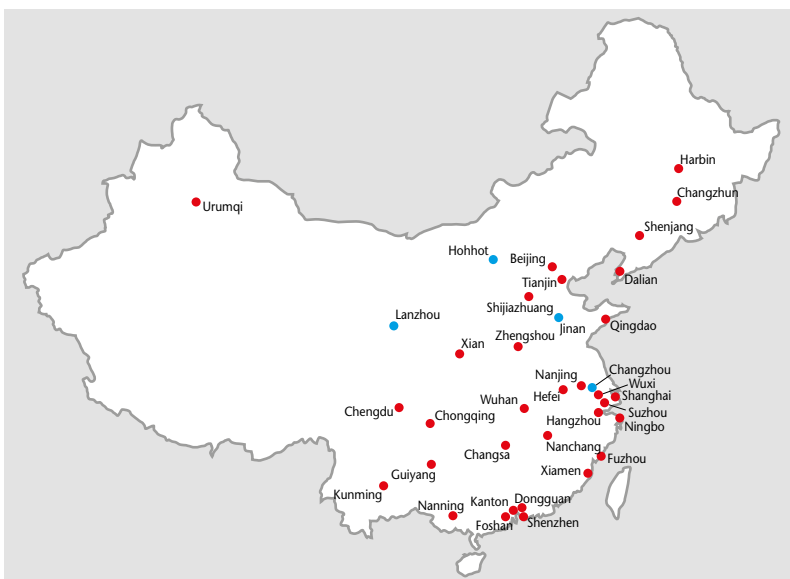 Harbin
Changzhun
Urumqi
Shenjang
Hohhot
Beijing
Tianjin
Dalian
Shijiazhuang
Lanzhou
Jinan
Qingdao
Zhengshou
Xian
Changzhou
Nanjing
Wuxi
Hefei
Shanghai
Wuhan
Chengdu
Suzhou
Chongqing
Hangzhou
Ningbo
Nanchang
Changsa
Fuzhou
Xiamen
Guiyang
Kunming
Dongguan
Kanton
Nanning
Foshan
Shenzhen